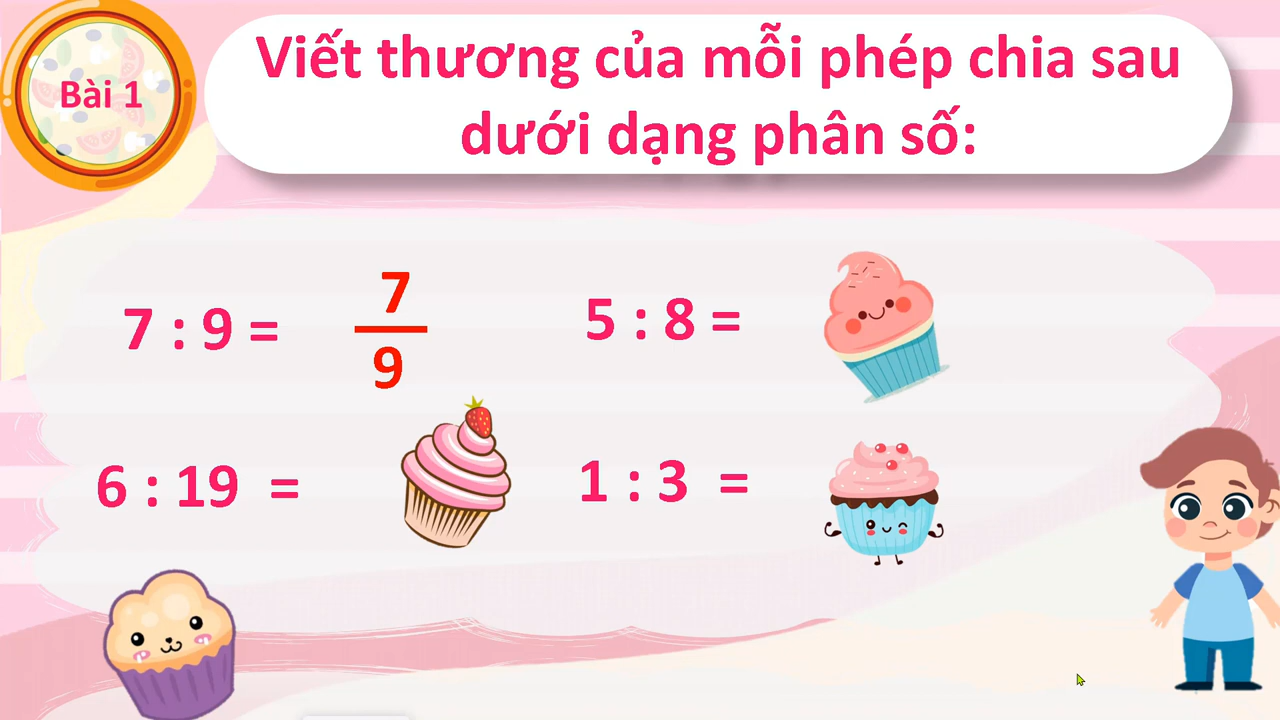 Bài 1
Viết thương của mỗi phép chia sau
dưới dạng phân số:
7 : 9 =
7
9
5 : 8 =
6 : 19 =
1 : 3 =